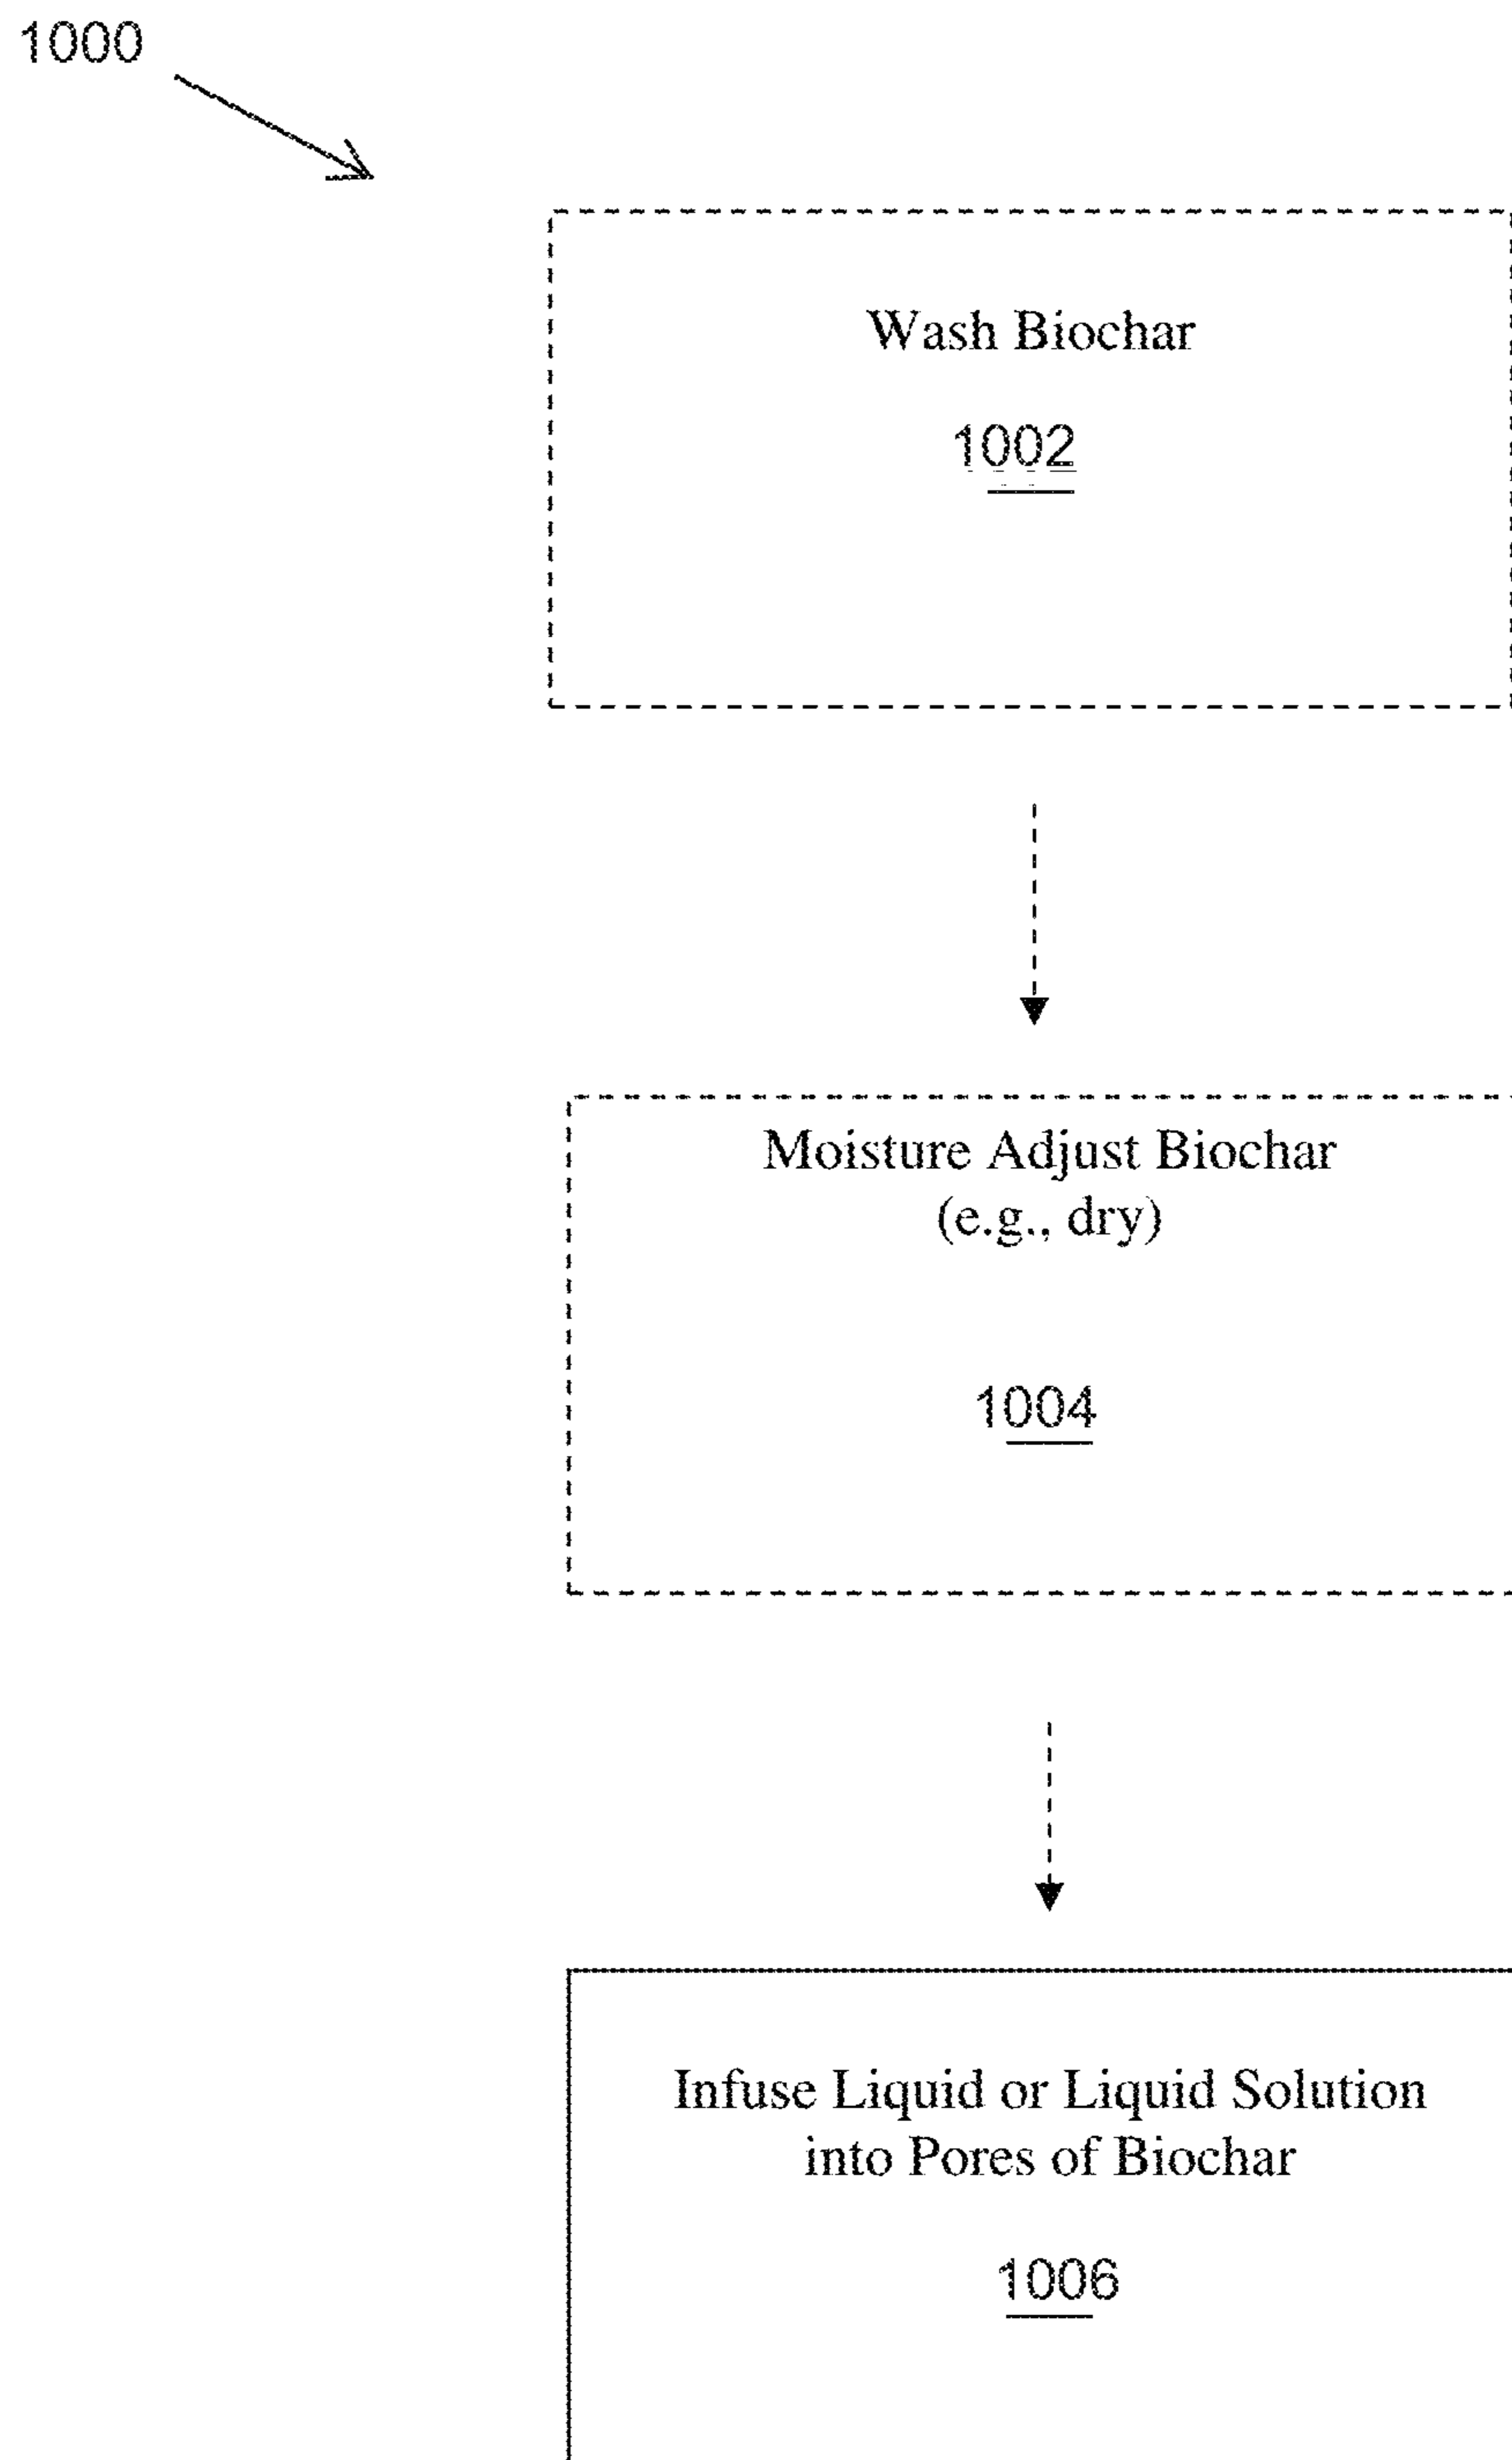 1000
Wash Biochar
1002
Moisture Adjust Biochar
(e.g., dry)
1004
Infuse Liquid or Liquid Solution
into Pores of Biochar
1006